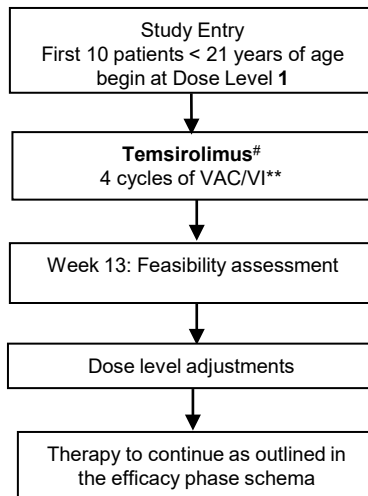 Study Entry
First 10 patients < 21 years of age
begin at Dose Level 1
Temsirolimus#
4 cycles of VAC/VI**
Week 13: Feasibility assessment
Dose level adjustments
Therapy to continue as outlined in
the efficacy phase schema